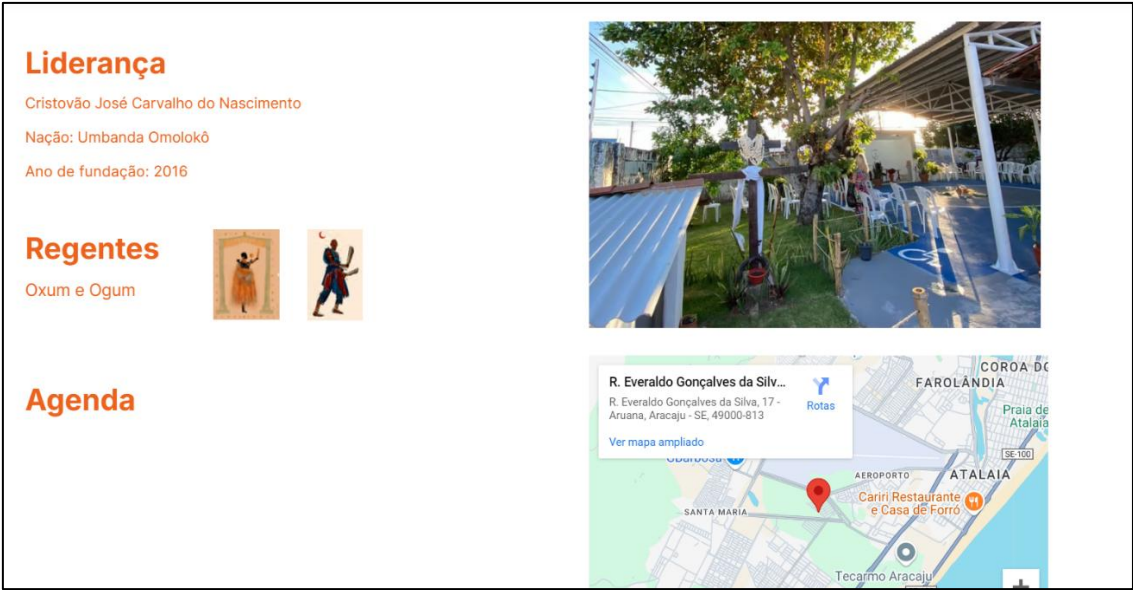 Liderança
Cristovão José Carvalho do Nascimento
Nação: Umbanda Omolokô
Ano de fundação: 2016
Regentes
Oxum e Ogum
Agenda
R. Everaldo Gonçalves da Silv...
R. Everaldo Gonçalves da Silva, 17 -
Aruana, Aracaju - SE, 49000-813
Rotas
Ver mapa ampliado
COROA DO
FAROLÂNDIA
Praia de
Atalaia
SE-100
GBarbosa
AEROPORTO
ATALAIA
Cariri Restaurante
e Casa de Forró
SANTA MARIA
Tecarmo Aracaju
+